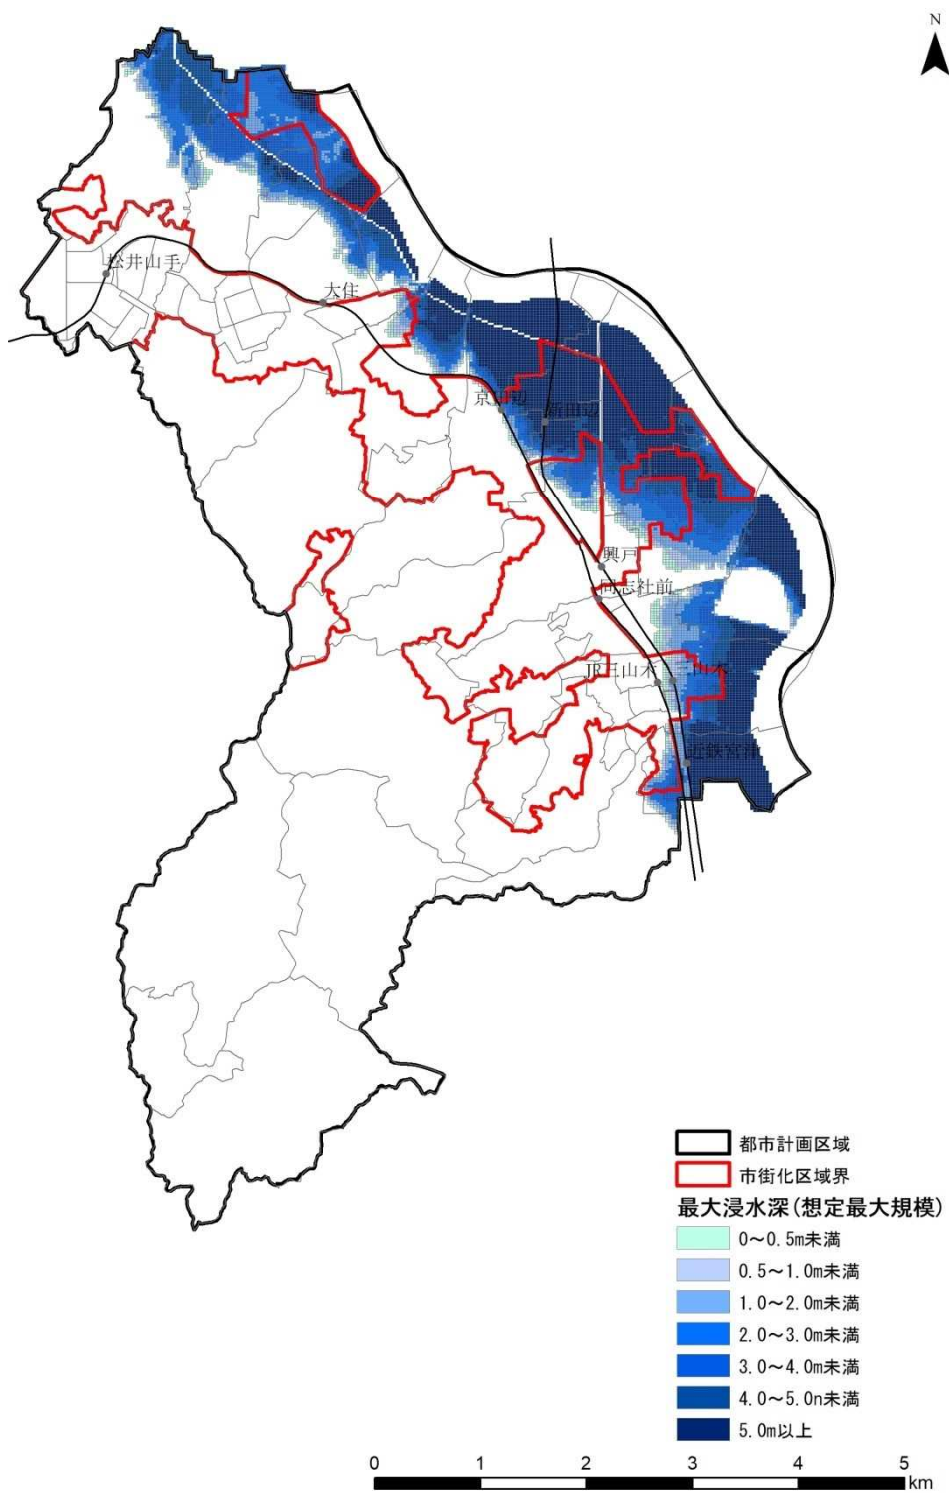 N
松井山手
大住
京田辺
新田辺
興戸
同志社前
JR三山木
三山木
近鉄宮津
都市計画区域
市街化区域界
最大浸水深(想定最大規模)
0～0.5m未満
0.5～1.0m未満
1.0～2.0m未満
2.0～3.0m未満
3.0～4.0m未満
4.0～5.0n未満
5.0m以上
0 1 2 3 4 5
km